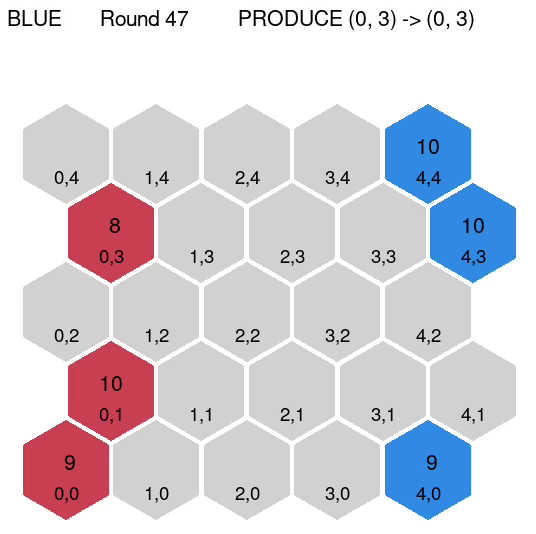 BLUE Round 47 PRODUCE (0, 3) -> (0, 3)
10
0,4 1,4 2,4 3,4 4,4
8 10
0,3 1,3 2,3 3,3 4,3
0,2 1,2 2,2 3,2 4,2
10
0,1 1,1 2,1 3,1 4,1
9 9
0,0 1,0 2,0 3,0 4,0